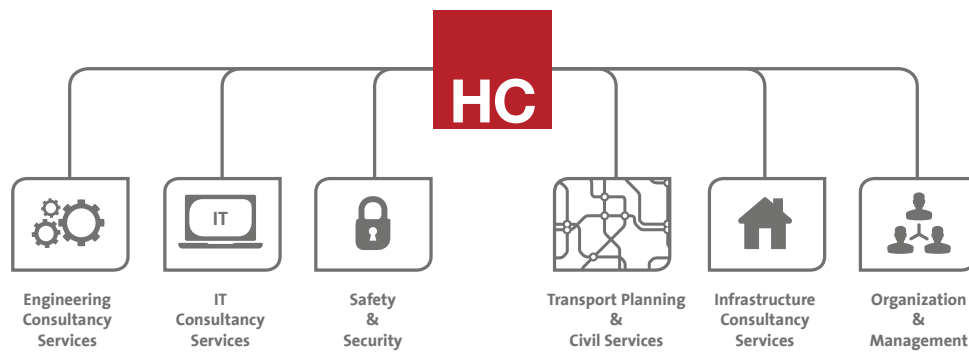 HC
IT
Engineering
Consultancy
Services
IT
Consultancy
Services
Safety
&
Security
Transport Planning
&
Civil Services
Infrastructure
Consultancy
Services
Organization
&
Management